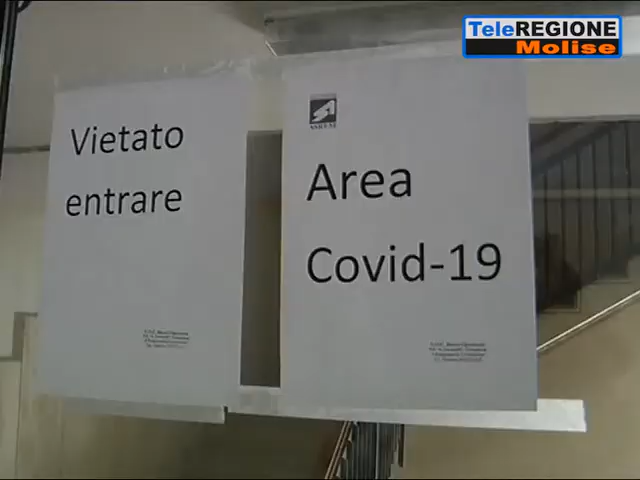 TeleREGIONE
Molise
Vietato
entrare
Area
Covid-19